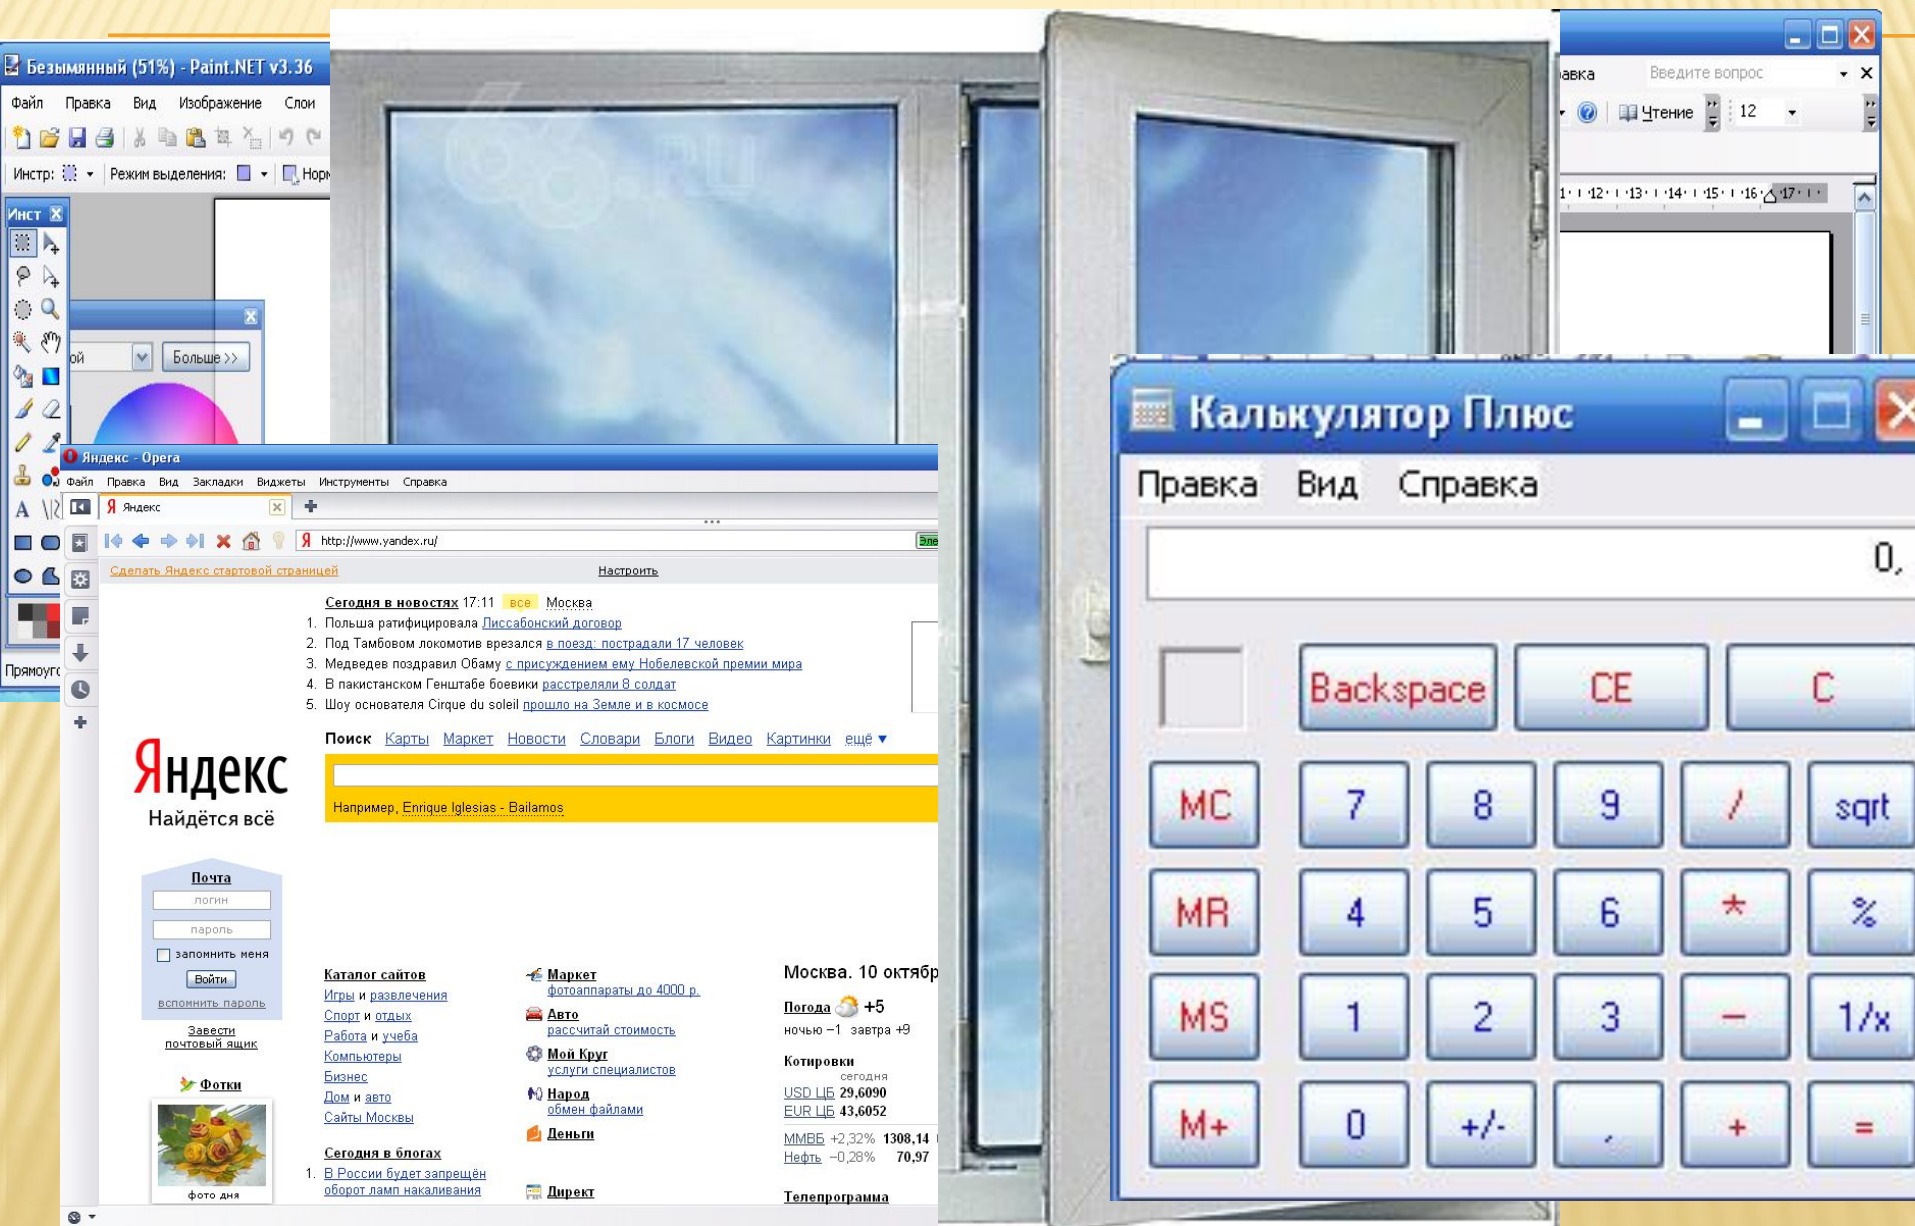 Безымянный (51%) - Paint.NET v3.36
Файл Правка Вид Изображение Слои
Инстр: Режим выделения:
Инст
Больше >>
66.RU
Введите вопрос
Чтение 12
12 13 14 15 16 17
Яндекс - Opera
Файл Правка Вид Закладки Виджеты Инструменты Справка
Яндекс
http://www.yandex.ru/
Сделать Яндекс стартовой страницей Настроить
Сегодня в новостях 17:11 все Москва
1. Польша ратифицировала Лиссабонский договор
2. Под Тамбовом локомотив врезался в поезд: пострадали 17 человек
3. Медведев поздравил Обаму с присуждением ему Нобелевской премии мира
4. В пакистанском Генштабе боевики расстреляли 8 солдат
5. Шоу основателя Cirque du soleil прошло на Земле и в космосе
Поиск Карты Маркет Новости Словари Блоги Видео Картинки ещё ▼
Яндекс
Найдётся всё
Например, Enrique Iglesias - Bailamos
Почта
логин
пароль
запомнить меня
Войти
вспомнить пароль
Завести
почтовый ящик
Фотки
фото дня
Каталог сайтов
Игры и развлечения
Спорт и отдых
Работа и учеба
Компьютеры
Бизнес
Дом и авто
Сайты Москвы
Сегодня в блогах
1. В России будет запрещён
оборот ламп накаливания
Маркет
фотоаппараты до 4000 р.
Авто
рассчитай стоимость
Мой Круг
услуги специалистов
Народ
обмен файлами
Деньги
Директ
Москва. 10 октябр
Погода +5
ночью −1 завтра +9
Котировки
сегодня
USD ЦБ 29,6090
EUR ЦБ 43,6052
ММВБ +2,32% 1308,14
Нефть −0,28% 70,97
Телепрограмма
Калькулятор Плюс
Правка Вид Справка
0,
Backspace CE C
MC 7 8 9 / sqrt
MR 4 5 6 * %
MS 1 2 3 − 1/x
M+ 0 +/- , + =